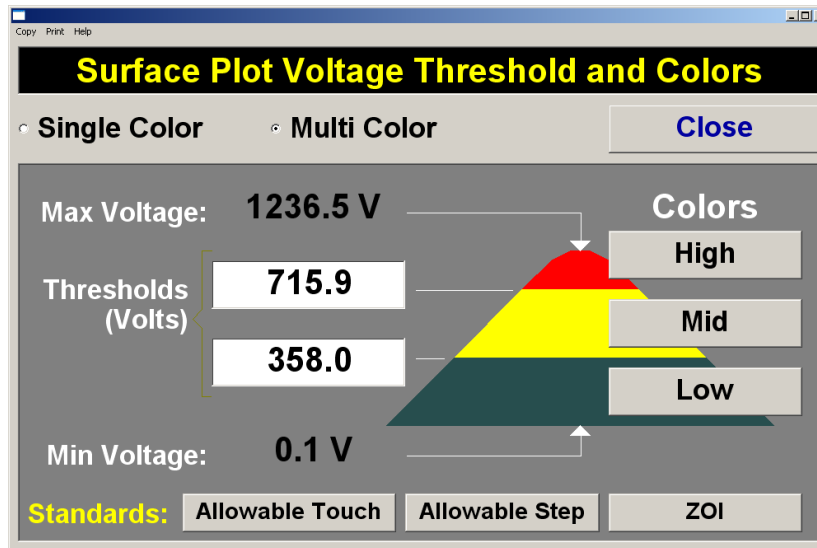 Copy Print Help
Surface Plot Voltage Threshold and Colors
Single Color Multi Color Close
Max Voltage: 1236.5 V Colors
High
Thresholds 715.9
(Volts)
Mid
358.0
Low
Min Voltage: 0.1 V
Standards: Allowable Touch Allowable Step ZOI